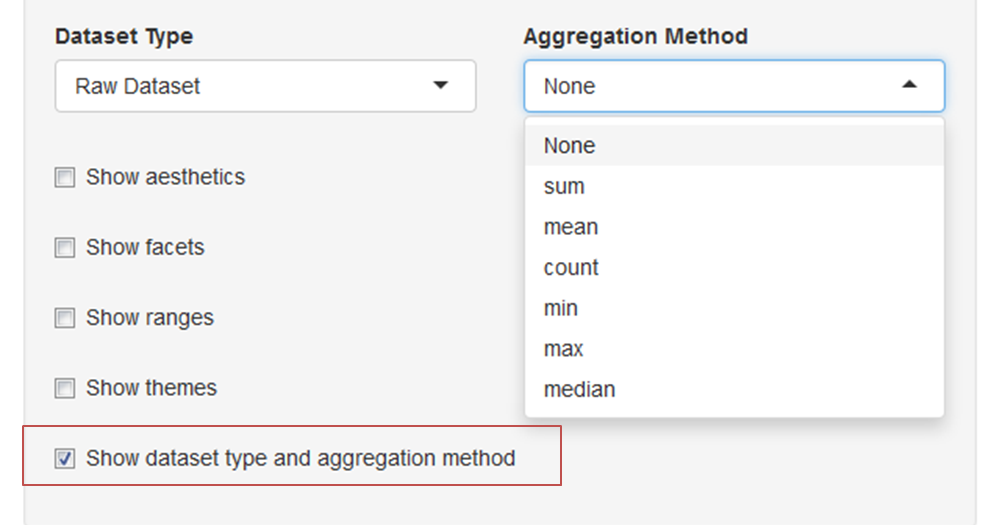 Dataset Type
Raw Dataset
Aggregation Method
None
None
sum
mean
count
min
max
median
Show aesthetics
Show facets
Show ranges
Show themes
Show dataset type and aggregation method